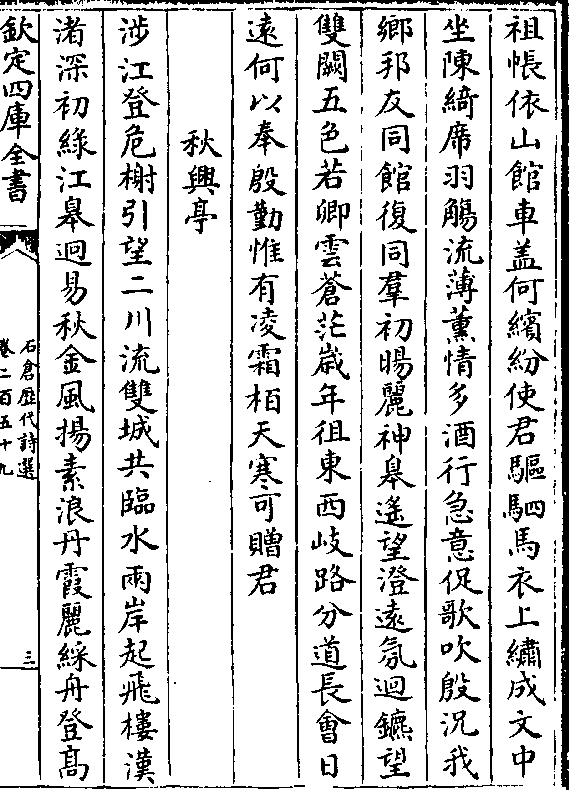 祖帳依山館車盖何繽紛使君驅駟馬衣上繡成文中
坐陳綺席羽觴流薄薰情多酒行急意促歌吹殷況我
鄉邦友同館復同羣初暘麗神臯遙望澄遠氛迴鑣望
雙闕五色若卿雲蒼茫歲年徂東西岐路分道長會日
遠何以奉殷勤惟有凌霜栢天寒可贈君
秋興亭
涉江登危榭引望二川流雙城共臨水兩岸起飛樓漢
渚深初綠江皐迥易秋金風揚素浪丹霞麗綵舟登高
欽定四庫全書
石倉歷代詩選
卷二百五十九
三